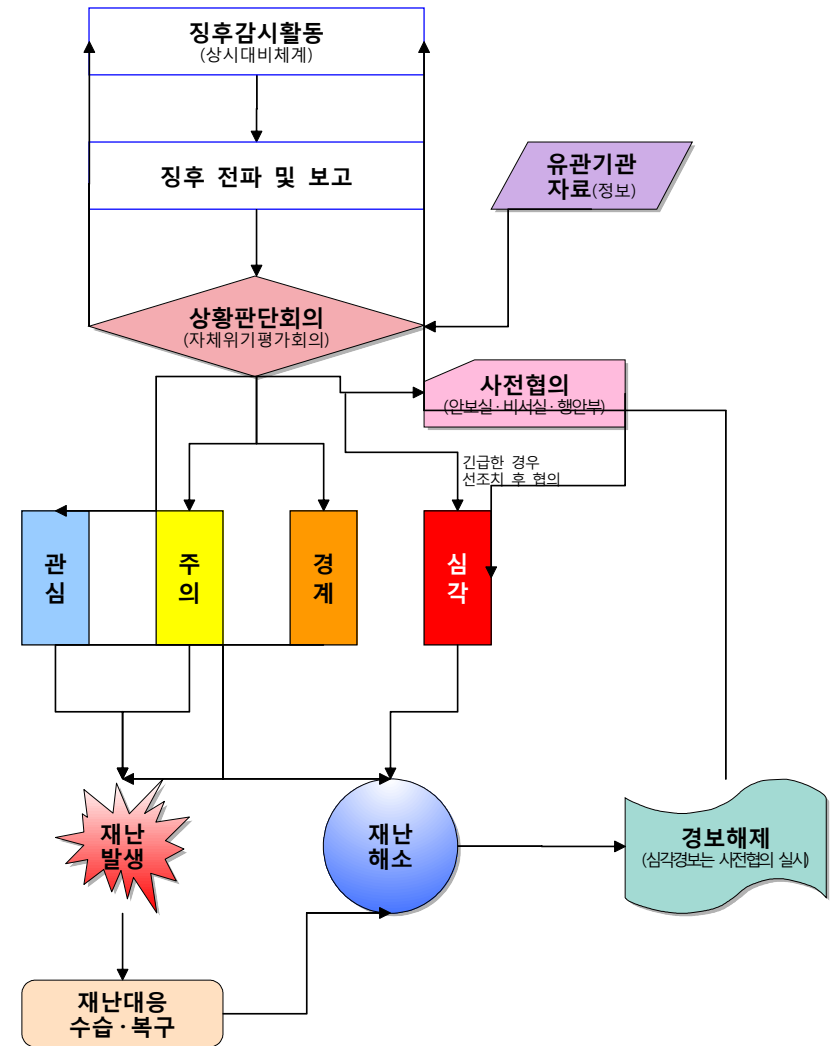 징후감시활동
(상시대비체계)
징후 전파 및 보고
유관기관
자료(정보)
상황판단회의
(자체위기평가회의)
사전협의
(안보실·비서실·행안부)
긴급한 경우
선조치 후 협의
관
심
주
의
경
계
심
각
재난
발생
재난
해소
경보해제
(심각경보는 사전협의 실시)
재난대응
수습·복구